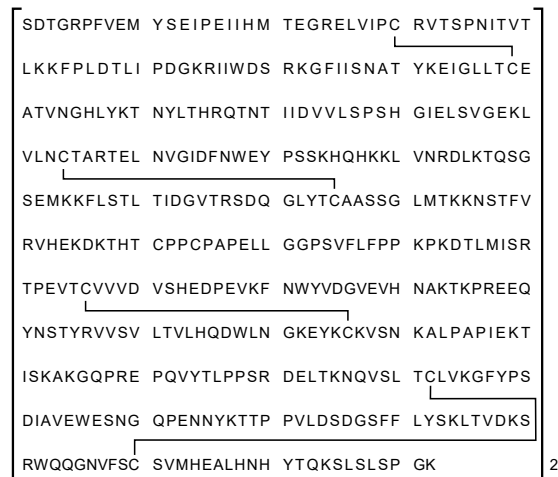 SDTGRPFVEM YSEIPEIIHM TEGRELVIPC RVTSPNITVT
LKKFPLDTLI PDGKRIIWDS RKGFIISNAT YKEIGLLTCE
ATVNGHLYKT NYLTHRQTNT IIDVVLSPSH GIELSVGEKL
VLNCTARTEL NVGIDFNWEY PSSKHQHKKL VNRDLKTQSG
SEMKKFLSTL TIDGVTRSDQ GLYTCAASSG LMTKKNSTFV
RVHEKDKTHT CPPCPAPELL GGPSVFLFPP KPKDTLMISR
TPEVTCVVVD VSHEDPEVKF NWYVDGVEVH NAKTKPREEQ
YNSTYRVVSV LTVLHQDWLN GKEYKCKVSN KALPAPIEKT
ISKAKGQPRE PQVYTLPPSR DELTKNQVSL TCLVKGFYPS
DIAVEWESNG QPENNYKTTP PVLDSDGSFF LYSKLTVDKS
RWQQGNVFSC SVMHEALHNH YTQKSLSLSP GK 2